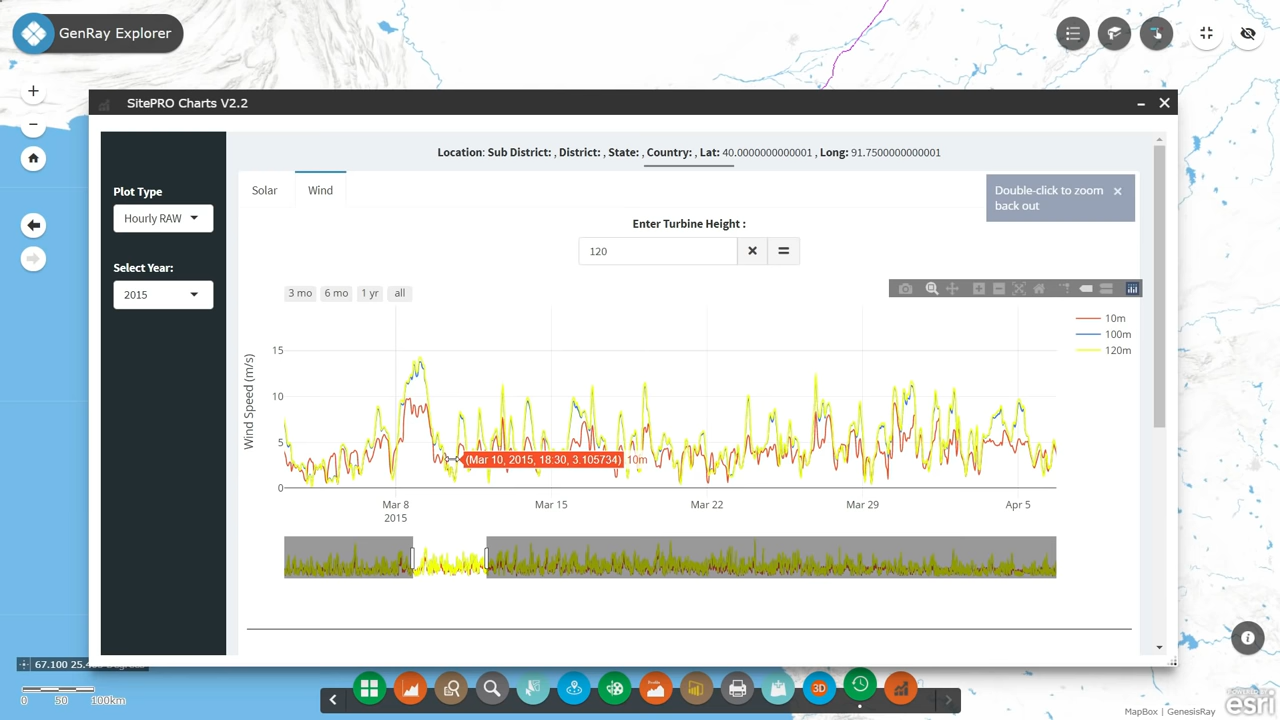 GenRay Explorer
SitePRO Charts V2.2
Location: Sub District: , District: , State: , Country: , Lat: 40.0000000000001 , Long: 91.7500000000001
Plot Type
Hourly RAW
Select Year:
2015
Solar
Wind
Double-click to zoom
back out
Enter Turbine Height :
120
3 mo
6 mo
1 yr
all
10m
100m
120m
Wind Speed (m/s)
15
10
5
0
(Mar 10, 2015, 18:30, 3.105734) 10m
Mar 8
2015
Mar 15
Mar 22
Mar 29
Apr 5
67.100
0 50 100km
3D
MapBox | GenesisRay
POWERED BY
esri